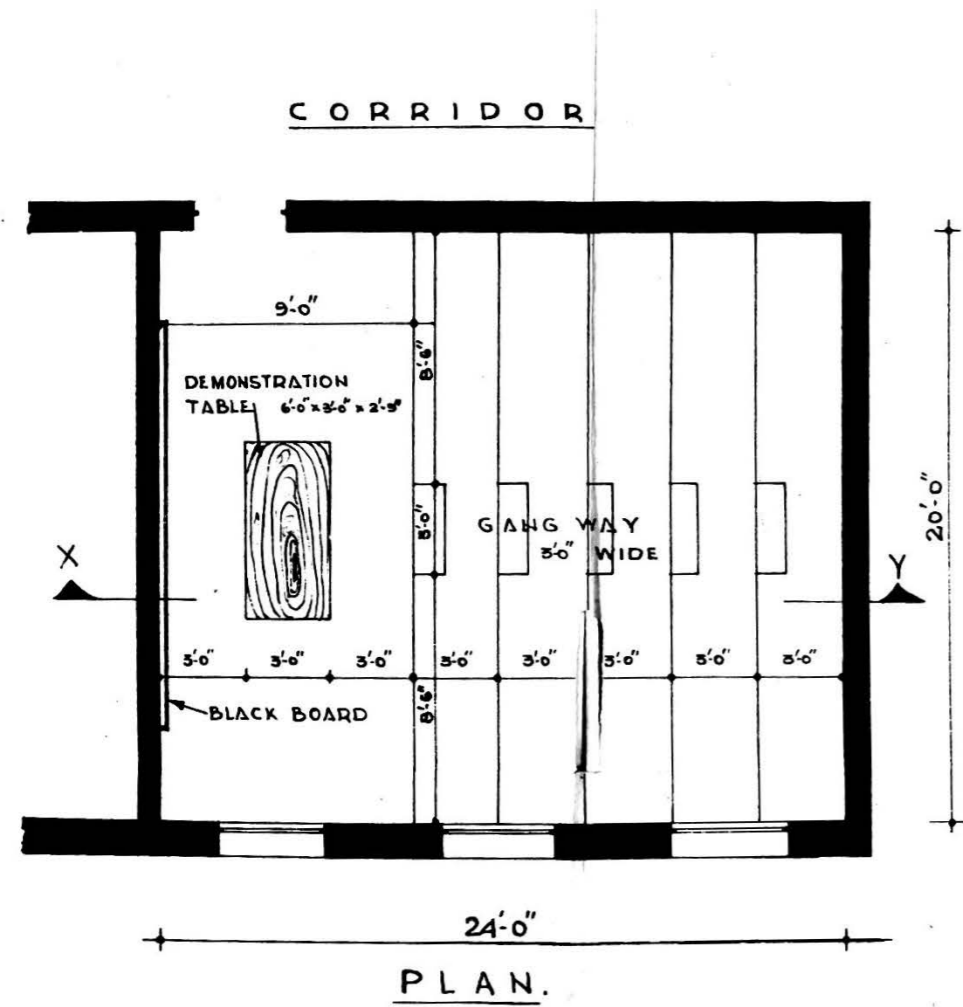 CORRIDOR
9'-0"
8'-6"
DEMONSTRATION
TABLE 6'-0" x 3'-0" x 2'-9"
3'-0"
GANG WAY
3'-0" WIDE
20'-0"
X
Y
3'-0" 3'-0" 3'-0" 3'-0" 3'-0" 3'-0" 3'-0" 3'-0"
8'-6"
BLACK BOARD
24'-0"
PLAN.